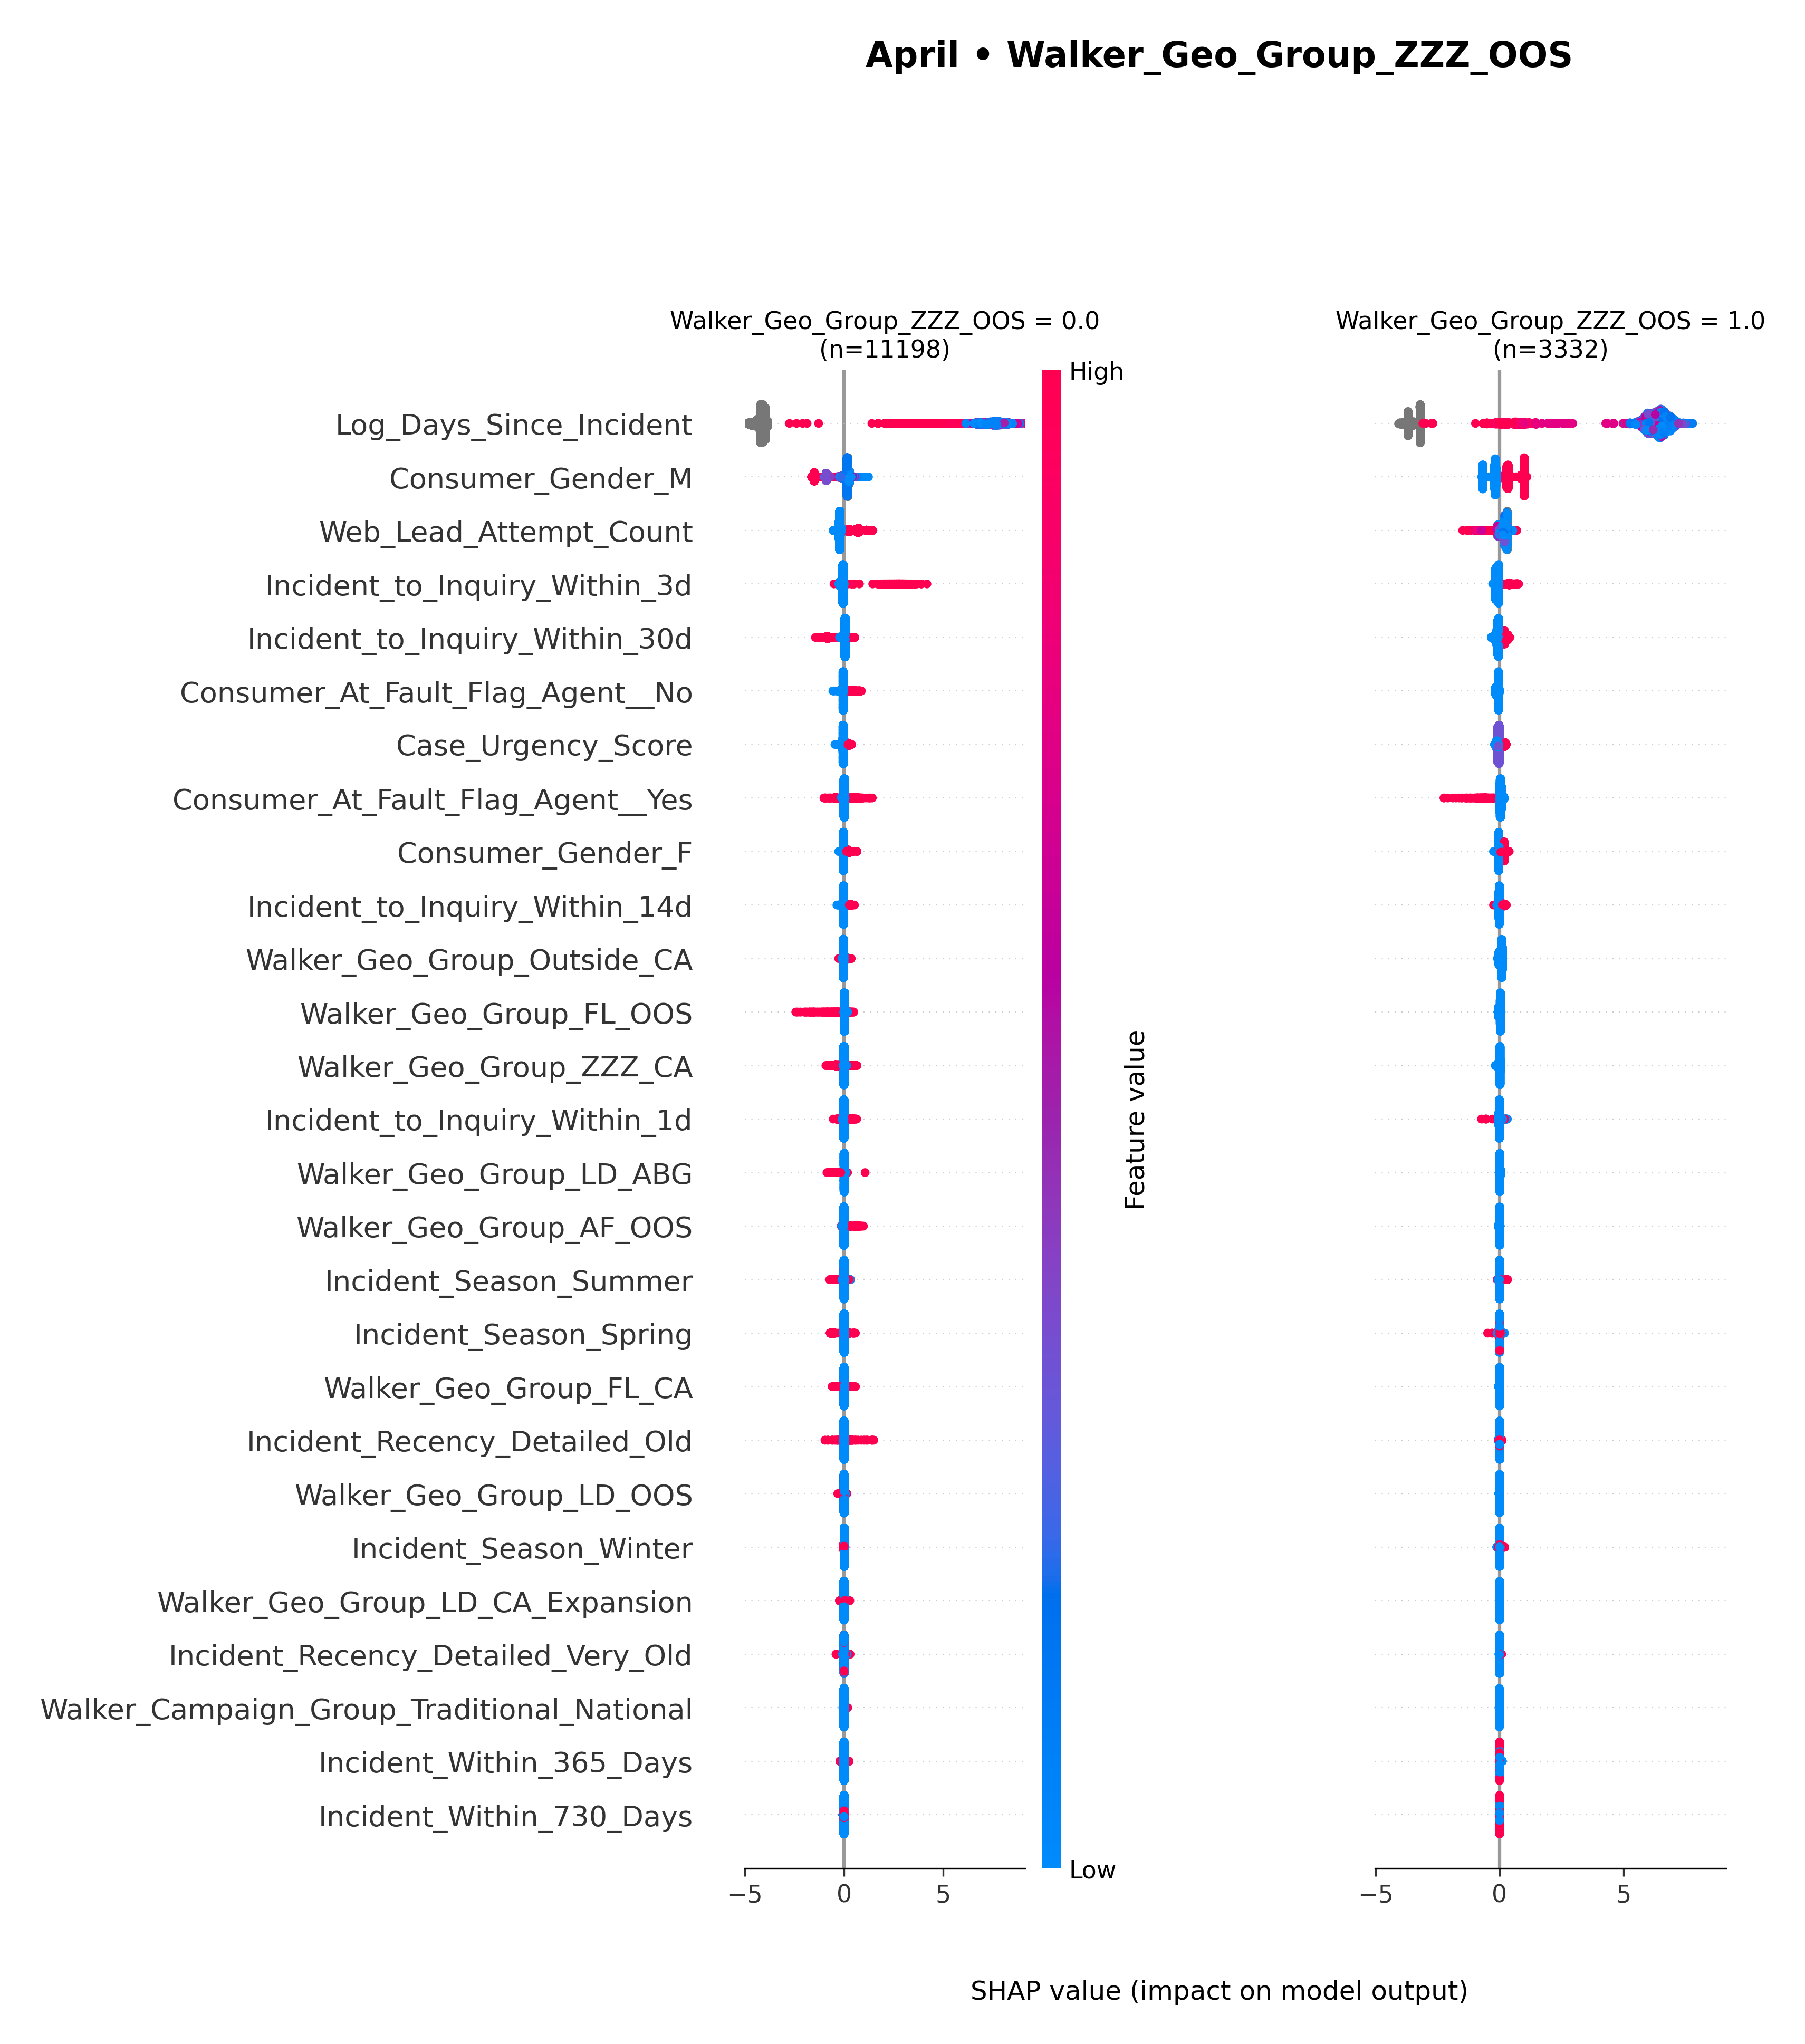 April • Walker_Geo_Group_ZZZ_OOS
Walker_Geo_Group_ZZZ_OOS = 0.0
(n=11198)
Walker_Geo_Group_ZZZ_OOS = 1.0
(n=3332)
High
Log_Days_Since_Incident
Consumer_Gender_M
Web_Lead_Attempt_Count
Incident_to_Inquiry_Within_3d
Incident_to_Inquiry_Within_30d
Consumer_At_Fault_Flag_Agent__No
Case_Urgency_Score
Consumer_At_Fault_Flag_Agent__Yes
Consumer_Gender_F
Incident_to_Inquiry_Within_14d
Walker_Geo_Group_Outside_CA
Walker_Geo_Group_FL_OOS
Walker_Geo_Group_ZZZ_CA
Incident_to_Inquiry_Within_1d
Walker_Geo_Group_LD_ABG
Walker_Geo_Group_AF_OOS
Incident_Season_Summer
Incident_Season_Spring
Walker_Geo_Group_FL_CA
Incident_Recency_Detailed_Old
Walker_Geo_Group_LD_OOS
Incident_Season_Winter
Walker_Geo_Group_LD_CA_Expansion
Incident_Recency_Detailed_Very_Old
Walker_Campaign_Group_Traditional_National
Incident_Within_365_Days
Incident_Within_730_Days
Feature value
Low
−5 0 5
−5 0 5
SHAP value (impact on model output)